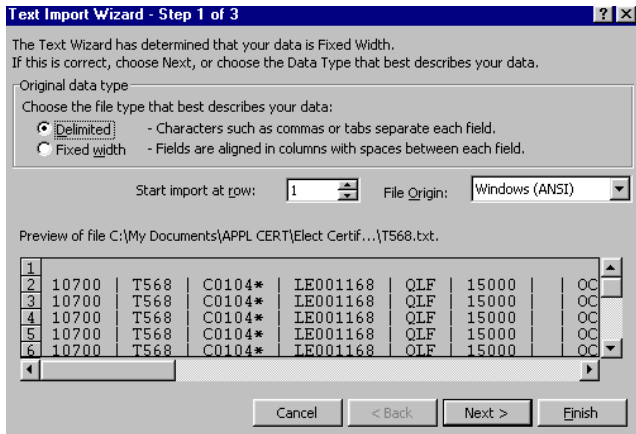 Text Import Wizard - Step 1 of 3
The Text Wizard has determined that your data is Fixed Width.
If this is correct, choose Next, or choose the Data Type that best describes your data.
Original data type
Choose the file type that best describes your data:
Delimited - Characters such as commas or tabs separate each field.
Fixed width - Fields are aligned in columns with spaces between each field.
Start import at row: 1 File Origin: Windows (ANSI)
Preview of file C:\My Documents\APPL CERT\Elect Certif...\T568.txt.
1
2 10700 | T568 | C0104* | LE001168 | QLF | 15000 | | OC
3 10700 | T568 | C0104* | LE001168 | QLF | 15000 | | OC
4 10700 | T568 | C0104* | LE001168 | QLF | 15000 | | OC
5 10700 | T568 | C0104* | LE001168 | QLF | 15000 | | OC
6 10700 | T568 | C0104* | LE001168 | QLF | 15000 | | OC
Cancel < Back Next > Finish